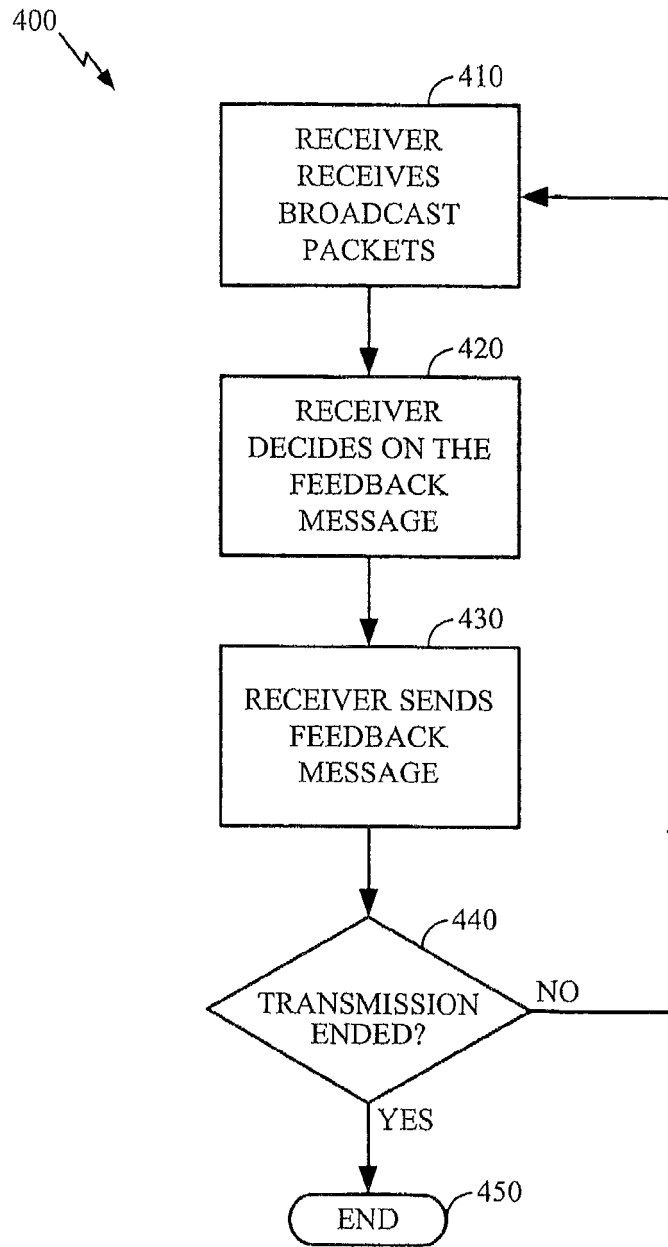 400
410
RECEIVER
RECEIVES
BROADCAST
PACKETS
420
RECEIVER
DECIDES ON THE
FEEDBACK
MESSAGE
430
RECEIVER SENDS
FEEDBACK
MESSAGE
440
TRANSMISSION
ENDED?
NO
YES
450
END